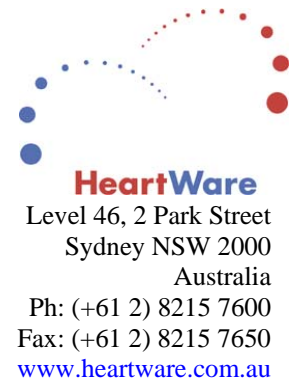 HeartWare
Level 46, 2 Park Street
Sydney NSW 2000
Australia
Ph: (+61 2) 8215 7600
Fax: (+61 2) 8215 7650
www.heartware.com.au